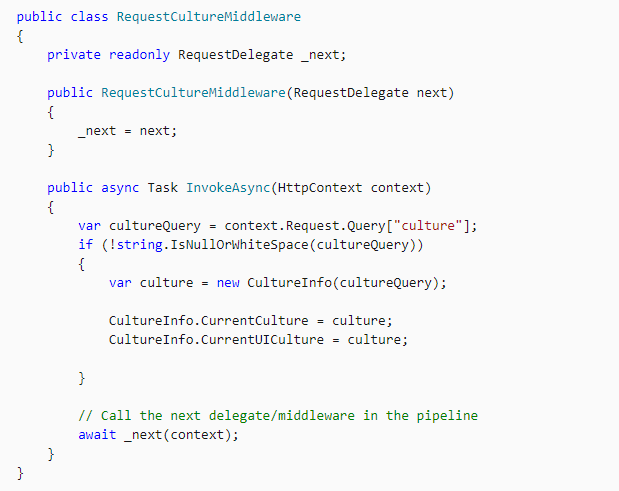 public class RequestCultureMiddleware
{
    private readonly RequestDelegate _next;

    public RequestCultureMiddleware(RequestDelegate next)
    {
        _next = next;
    }

    public async Task InvokeAsync(HttpContext context)
    {
        var cultureQuery = context.Request.Query["culture"];
        if (!string.IsNullOrWhiteSpace(cultureQuery))
        {
            var culture = new CultureInfo(cultureQuery);

            CultureInfo.CurrentCulture = culture;
            CultureInfo.CurrentUICulture = culture;

        }

        // Call the next delegate/middleware in the pipeline
        await _next(context);
    }
}